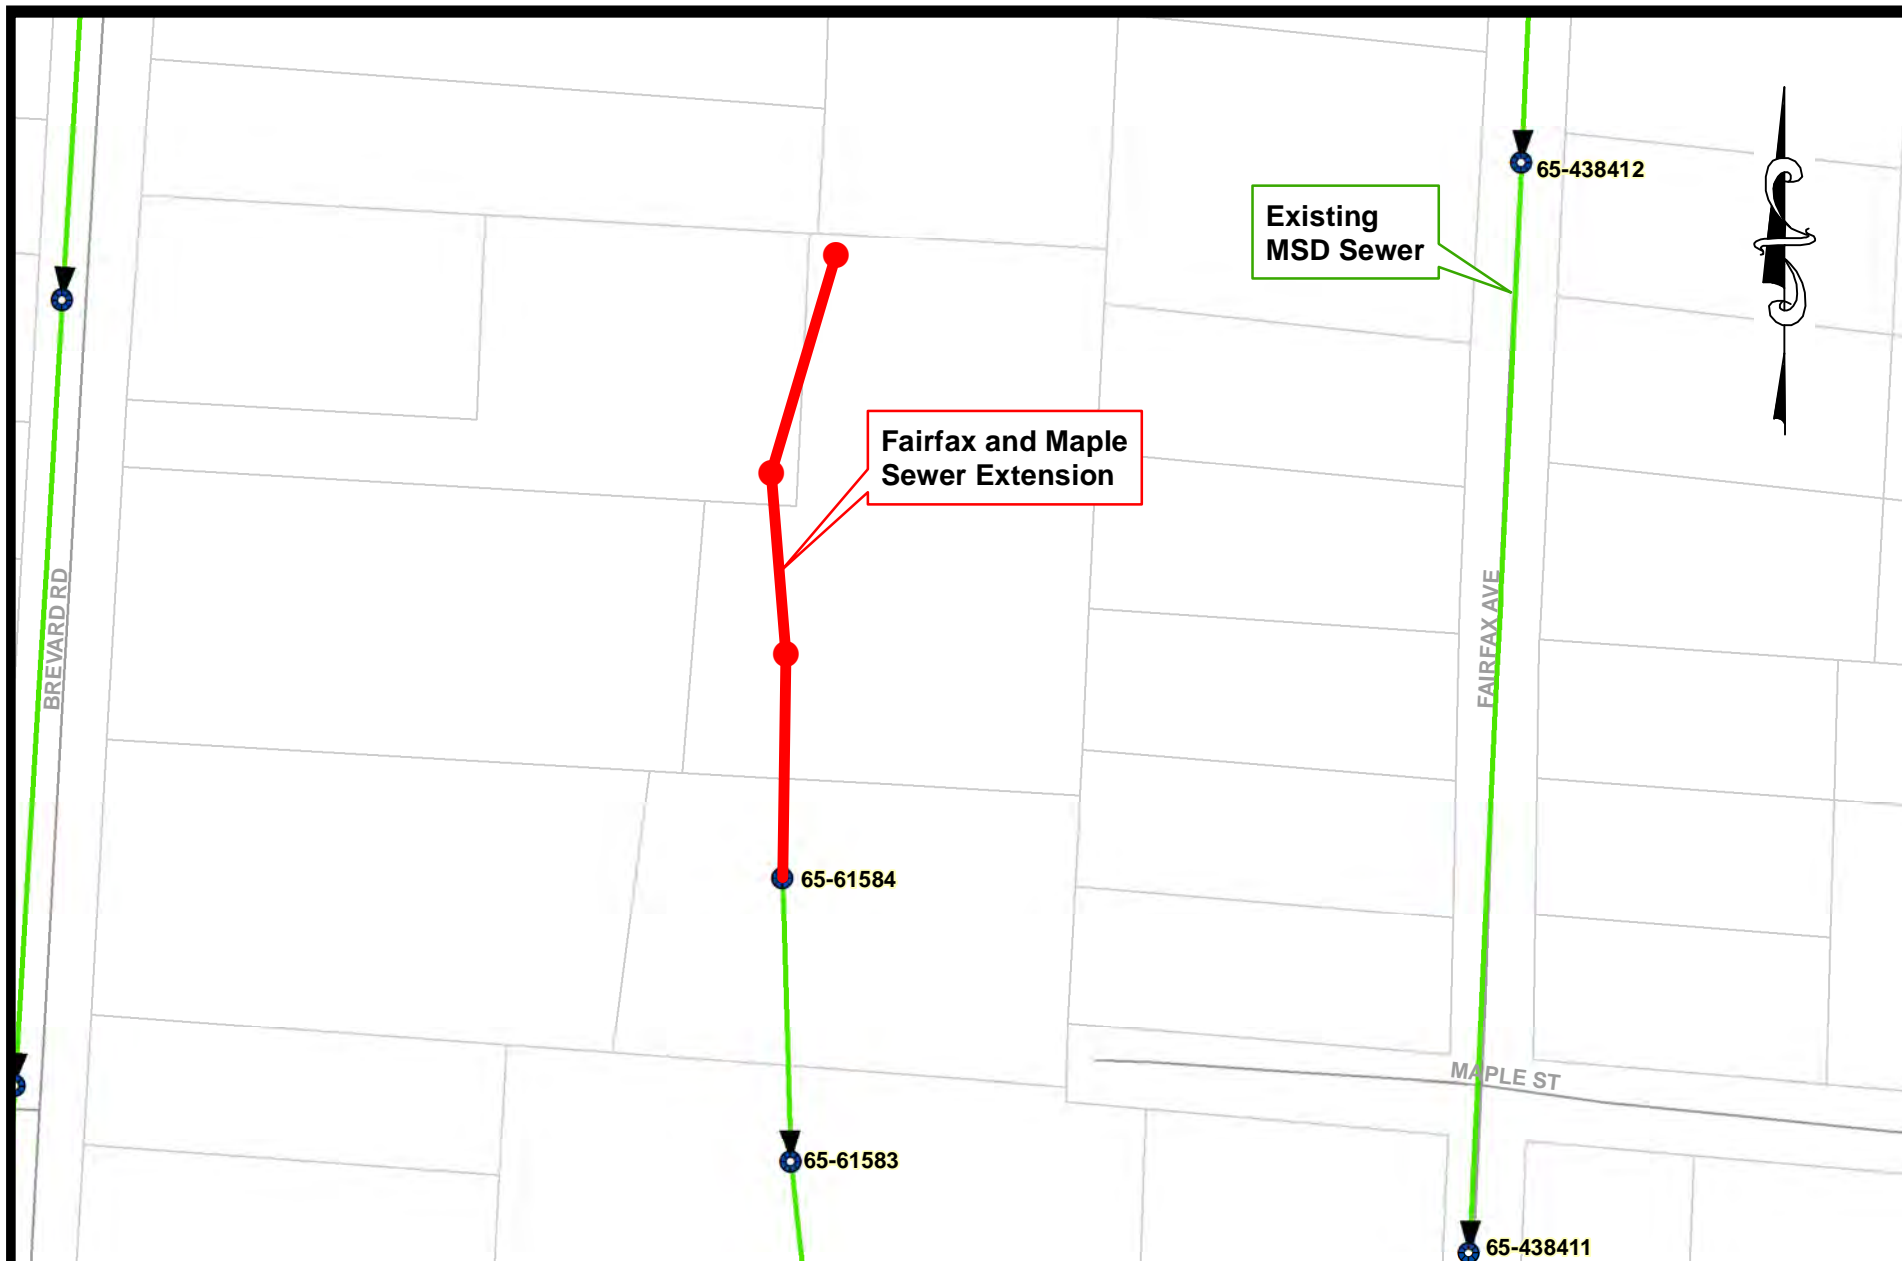 65-438412
Existing
MSD Sewer
Fairfax and Maple
Sewer Extension
BREVARD RD
FAIRFAX AVE
65-61584
MAPLE ST
65-61583
65-438411